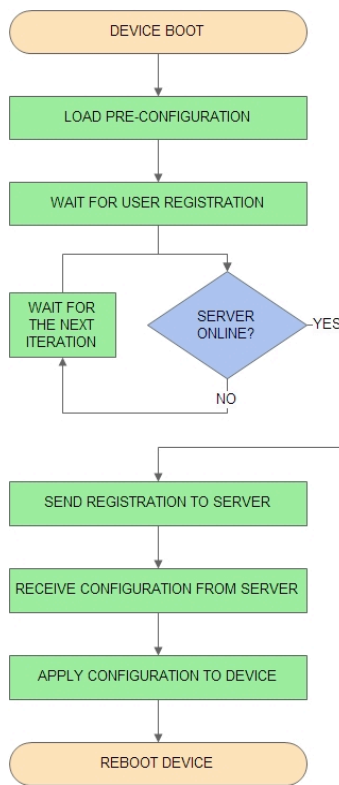 DEVICE BOOT
LOAD PRE-CONFIGURATION
WAIT FOR USER REGISTRATION
WAIT FOR
THE NEXT
ITERATION
SERVER
ONLINE?
YES
NO
SEND REGISTRATION TO SERVER
RECEIVE CONFIGURATION FROM SERVER
APPLY CONFIGURATION TO DEVICE
REBOOT DEVICE